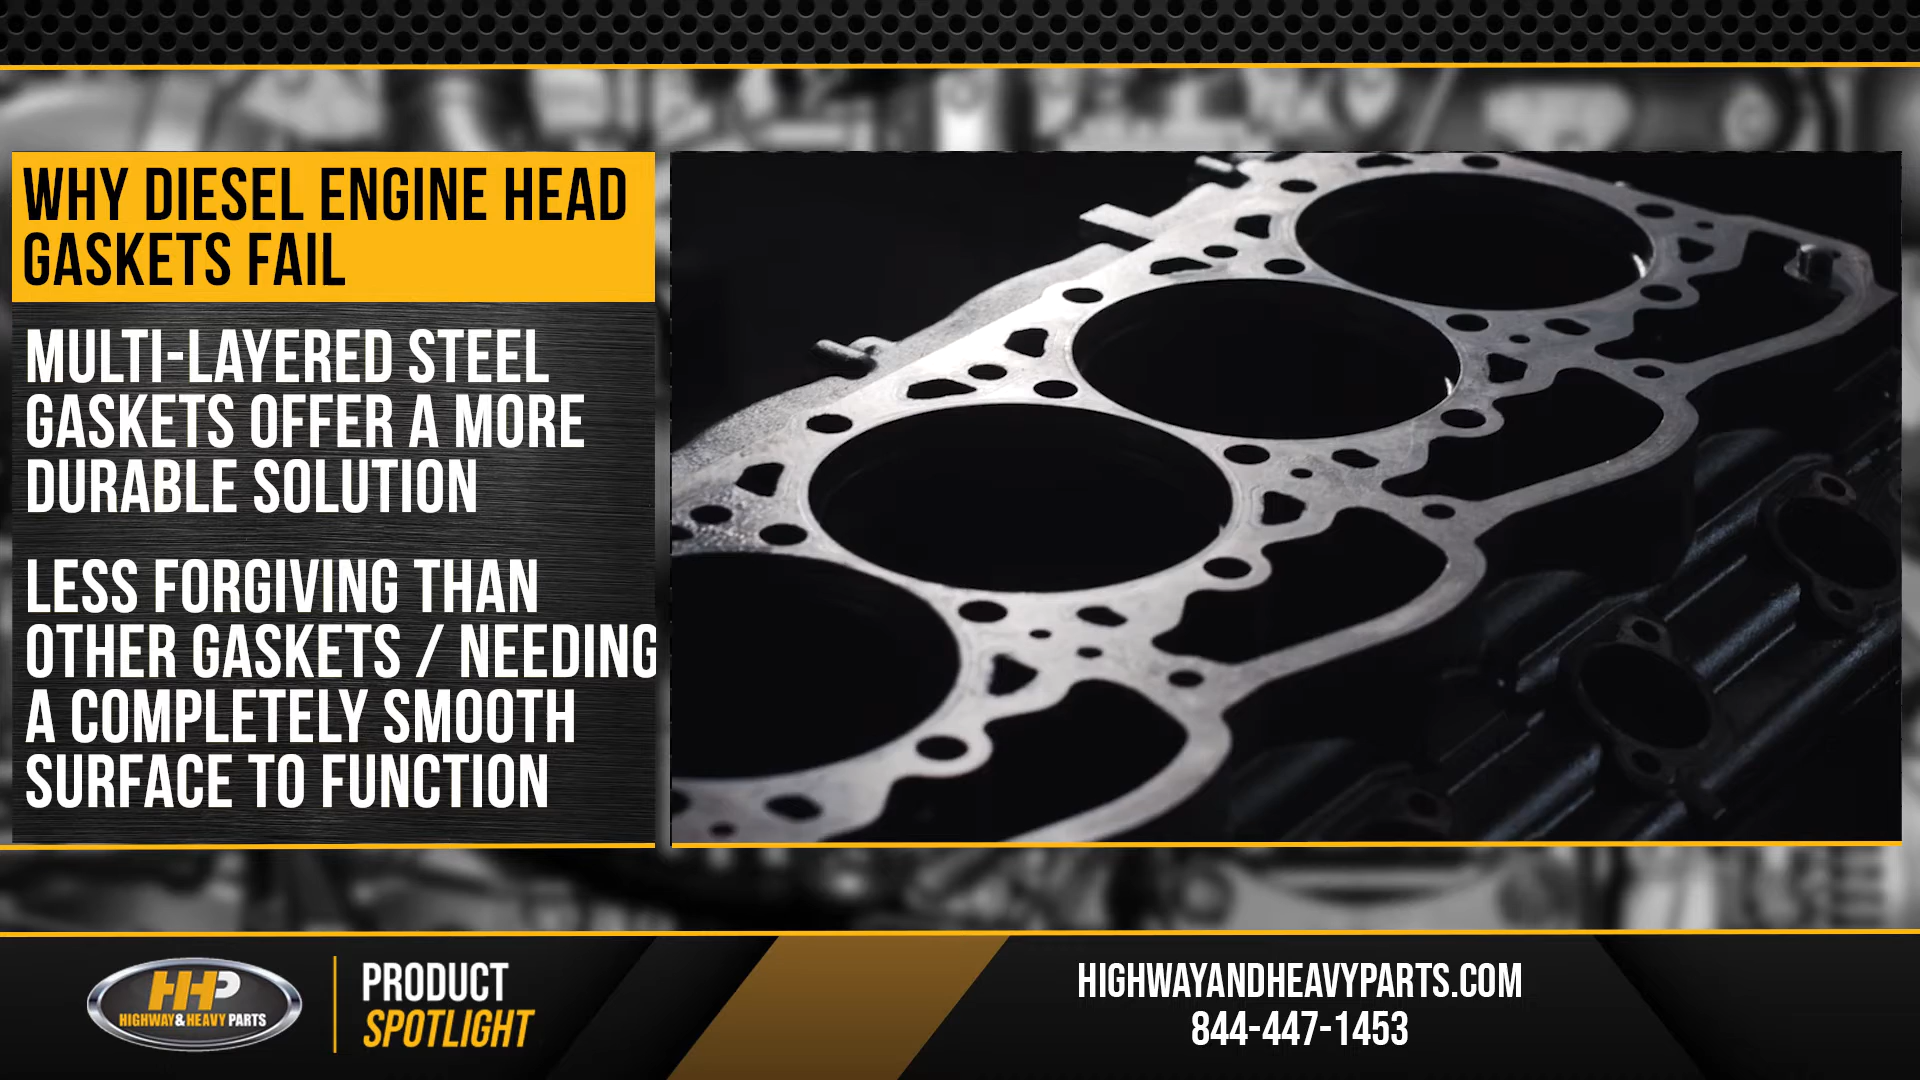 WHY DIESEL ENGINE HEAD
GASKETS FAIL
MULTI-LAYERED STEEL
GASKETS OFFER A MORE
DURABLE SOLUTION
LESS FORGIVING THAN
OTHER GASKETS / NEEDING
A COMPLETELY SMOOTH
SURFACE TO FUNCTION
HHP
HIGHWAY & HEAVY PARTS
PRODUCT
SPOTLIGHT
HIGHWAYANDHEAVYPARTS.COM
844-447-1453